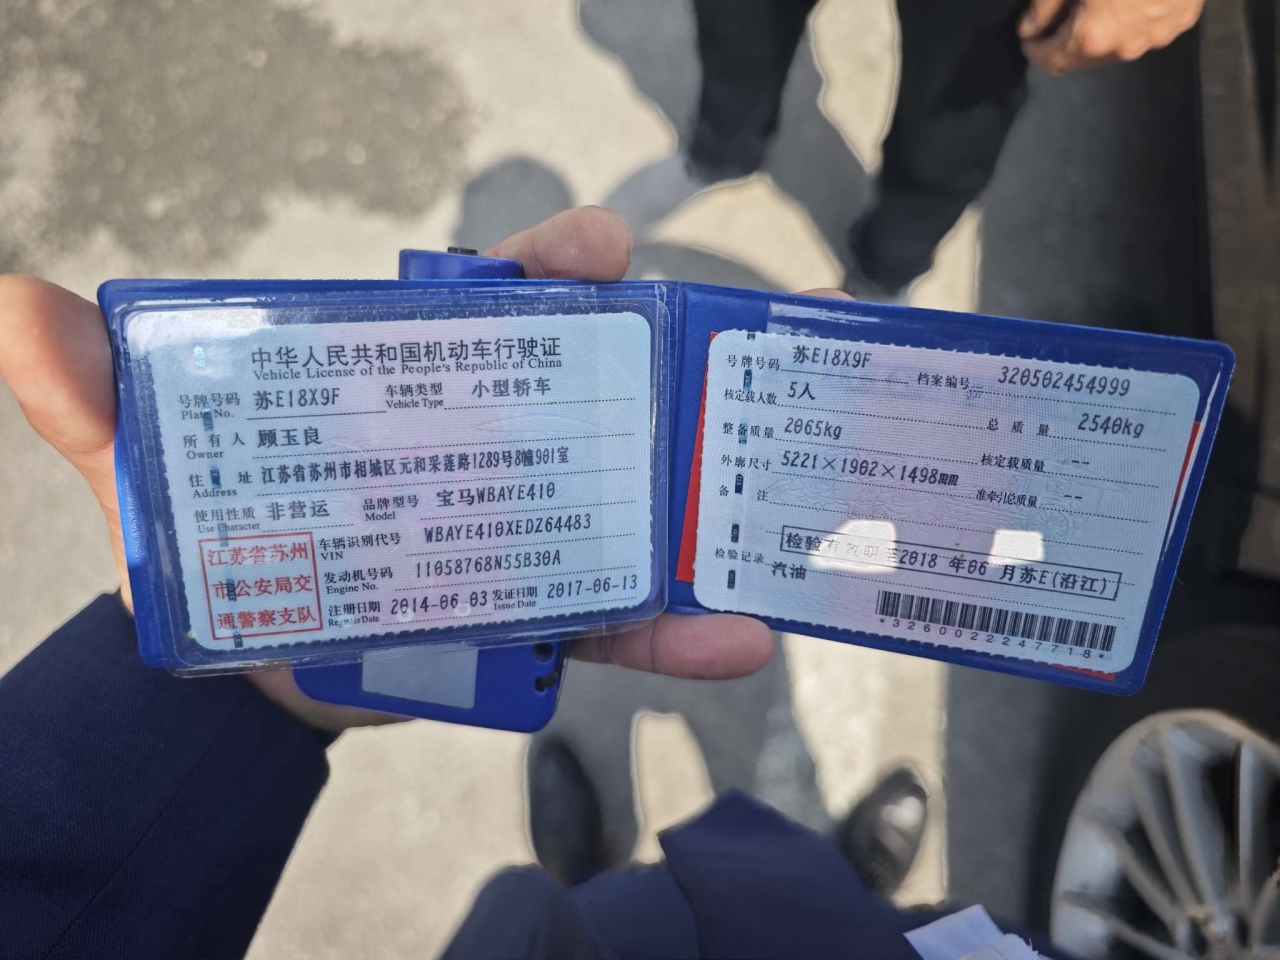 中华人民共和国机动车行驶证
Vehicle License of the People's Republic of China
号牌号码 苏E18X9F 车辆类型 小型轿车
Plate No. Vehicle Type
所有人 顾玉良
Owner
住址 江苏省苏州市相城区元和采莲路1289号8幢901室
Address
使用性质 非营运 品牌型号 宝马WBAYE410
Use Character Model
江苏省苏州
市公安局交
通警察支队
车辆识别代号 WBAYE410XEDZ64483
VIN
发动机号码 11058768N55B30A
Engine No.
注册日期 2014-06-03 发证日期 2017-06-13
Register Date Issue Date
号牌号码 苏E18X9F 档案编号 320502454999
核定载人数 5人 总质量 2540kg
整备质量 2065kg 核定载质量 --
外廓尺寸 5221×1902×1498mm 准牵引总质量 --
备注
检验有效期至2018年06月苏E(沿江)
检验记录 汽油
*3260022247718*